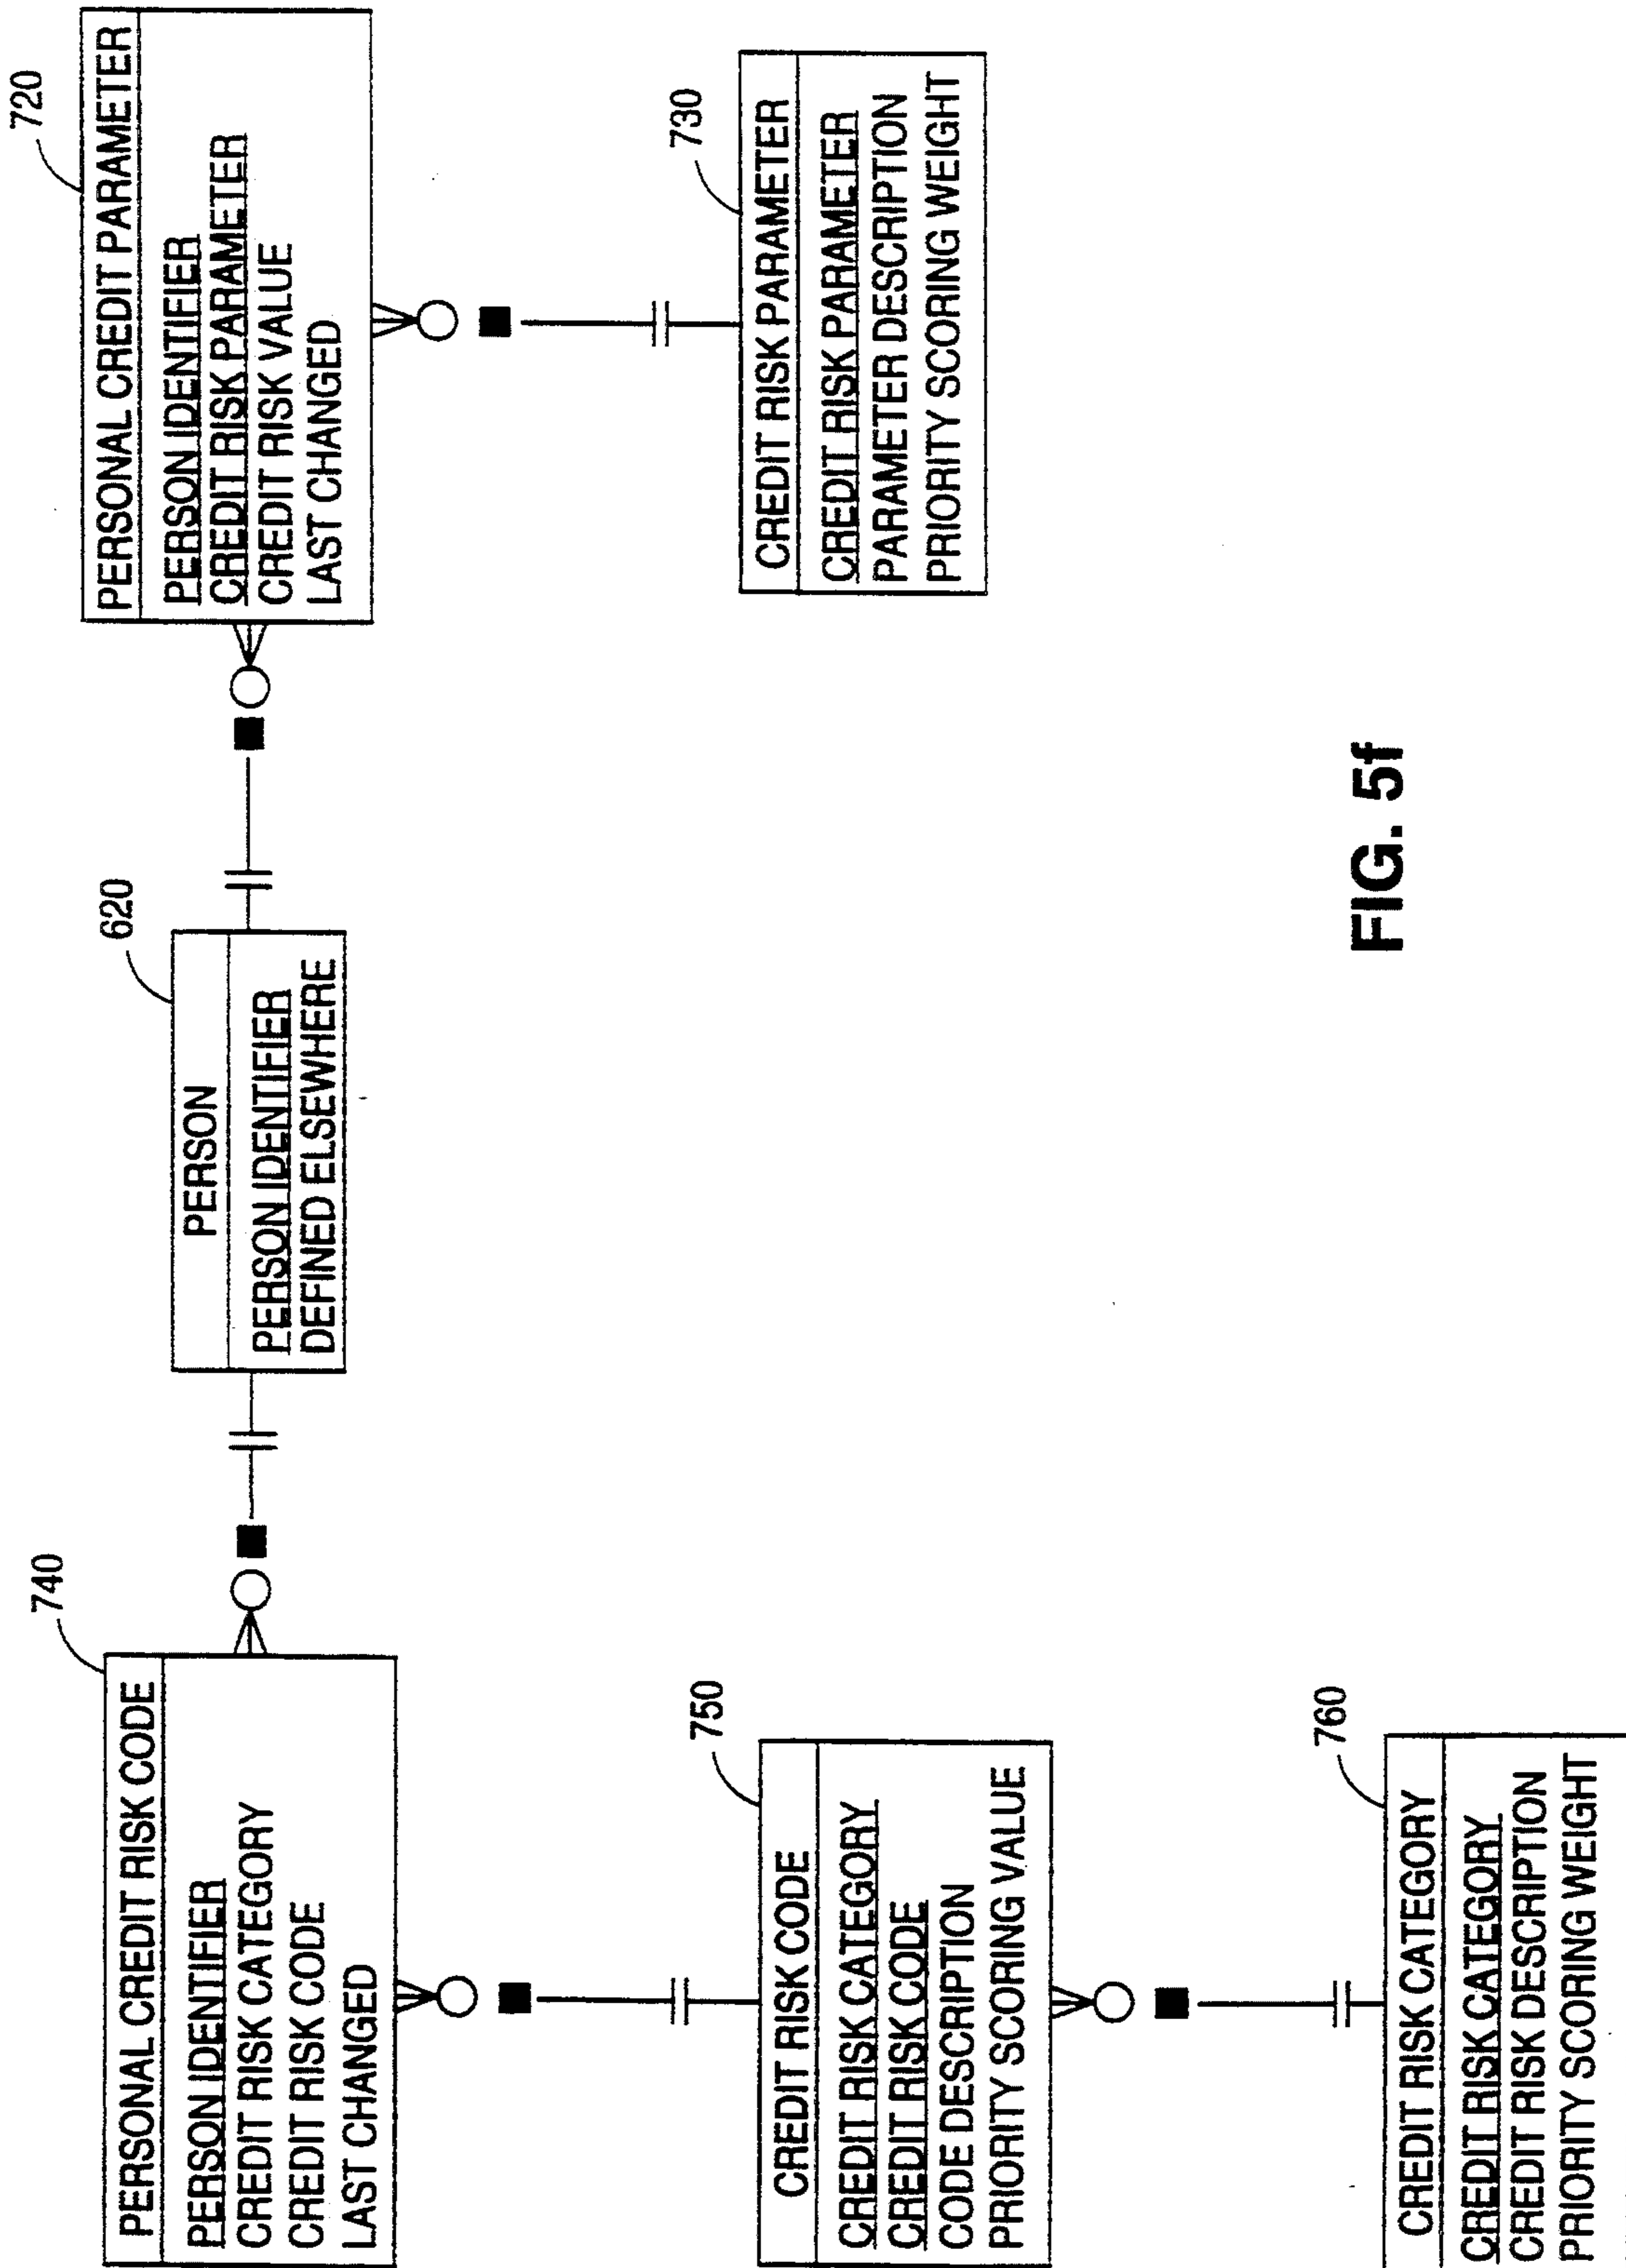 740
PERSONAL CREDIT RISK CODE
PERSON IDENTIFIER
CREDIT RISK CATEGORY
CREDIT RISK CODE
LAST CHANGED
620
PERSON
PERSON IDENTIFIER
DEFINED ELSEWHERE
720
PERSONAL CREDIT PARAMETER
PERSON IDENTIFIER
CREDIT RISK PARAMETER
CREDIT RISK VALUE
LAST CHANGED
750
CREDIT RISK CODE
CREDIT RISK CATEGORY
CREDIT RISK CODE
CODE DESCRIPTION
PRIORITY SCORING VALUE
730
CREDIT RISK PARAMETER
CREDIT RISK PARAMETER
PARAMETER DESCRIPTION
PRIORITY SCORING WEIGHT
760
CREDIT RISK CATEGORY
CREDIT RISK CATEGORY
CREDIT RISK DESCRIPTION
PRIORITY SCORING WEIGHT
FIG. 5f